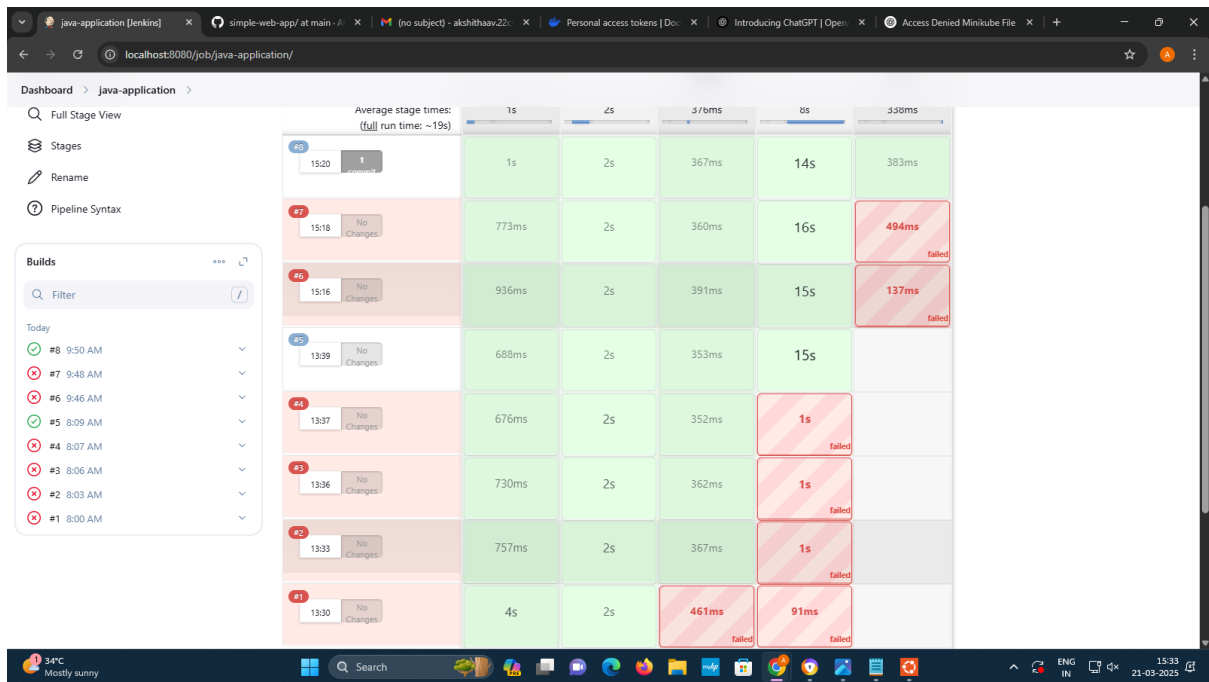 java-application [Jenkins]
simple-web-app/ at main · A
(no subject) - akshithaav.22c
Personal access tokens | Doc
Introducing ChatGPT | Open
Access Denied Minikube File
localhost:8080/job/java-application/
A
Dashboard > java-application >
Full Stage View
Stages
Rename
Pipeline Syntax
Builds
Filter
/
Today
#8 9:50 AM
#7 9:48 AM
#6 9:46 AM
#5 8:09 AM
#4 8:07 AM
#3 8:06 AM
#2 8:03 AM
#1 8:00 AM
Average stage times: 1s 2s 376ms 8s 338ms
(full run time: ~19s)
#8
15:20 1 commit 1s 2s 367ms 14s 383ms
#7
15:18 No Changes 773ms 2s 360ms 16s 494ms
failed
#6
15:16 No Changes 936ms 2s 391ms 15s 137ms
failed
#5
13:39 No Changes 688ms 2s 353ms 15s
#4
13:37 No Changes 676ms 2s 352ms 1s
failed
#3
13:36 No Changes 730ms 2s 362ms 1s
failed
#2
13:33 No Changes 757ms 2s 367ms 1s
failed
#1
13:30 No Changes 4s 2s 461ms 91ms
failed failed
1
34°C
Mostly sunny
Search
ENG
IN
15:33
21-03-2025